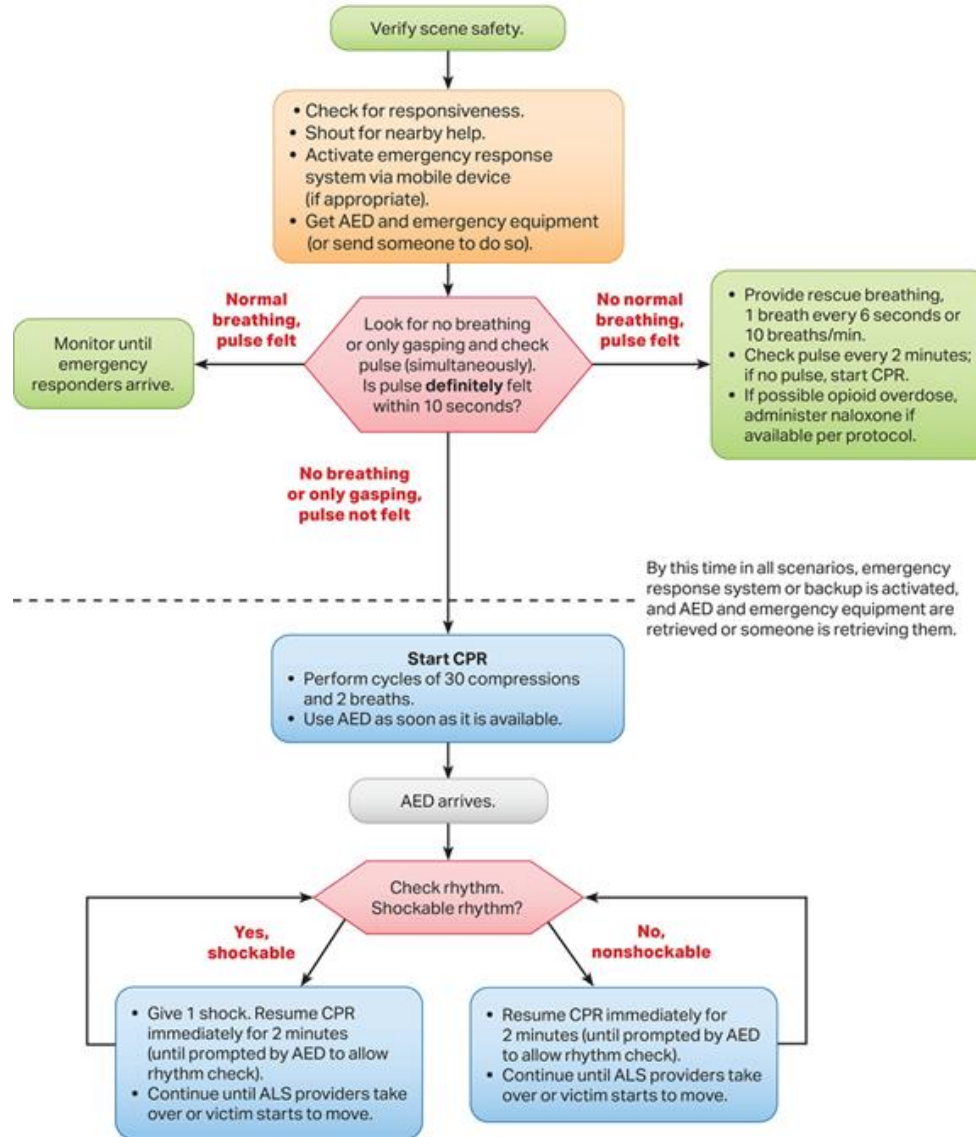 Verify scene safety.
• Check for responsiveness.
• Shout for nearby help.
• Activate emergency response
system via mobile device
(if appropriate).
• Get AED and emergency equipment
(or send someone to do so).
Normal
breathing,
pulse felt
Look for no breathing
or only gasping and check
pulse (simultaneously).
Is pulse definitely felt
within 10 seconds?
No normal
breathing,
pulse felt
Monitor until
emergency
responders arrive.
• Provide rescue breathing,
1 breath every 6 seconds or
10 breaths/min.
• Check pulse every 2 minutes;
if no pulse, start CPR.
• If possible opioid overdose,
administer naloxone if
available per protocol.
No breathing
or only gasping,
pulse not felt
By this time in all scenarios, emergency
response system or backup is activated,
and AED and emergency equipment are
retrieved or someone is retrieving them.
Start CPR
• Perform cycles of 30 compressions
and 2 breaths.
• Use AED as soon as it is available.
AED arrives.
Check rhythm.
Shockable rhythm?
Yes,
shockable
No,
nonshockable
• Give 1 shock. Resume CPR
immediately for 2 minutes
(until prompted by AED to allow
rhythm check).
• Continue until ALS providers take
over or victim starts to move.
• Resume CPR immediately for
2 minutes (until prompted by AED
to allow rhythm check).
• Continue until ALS providers take
over or victim starts to move.